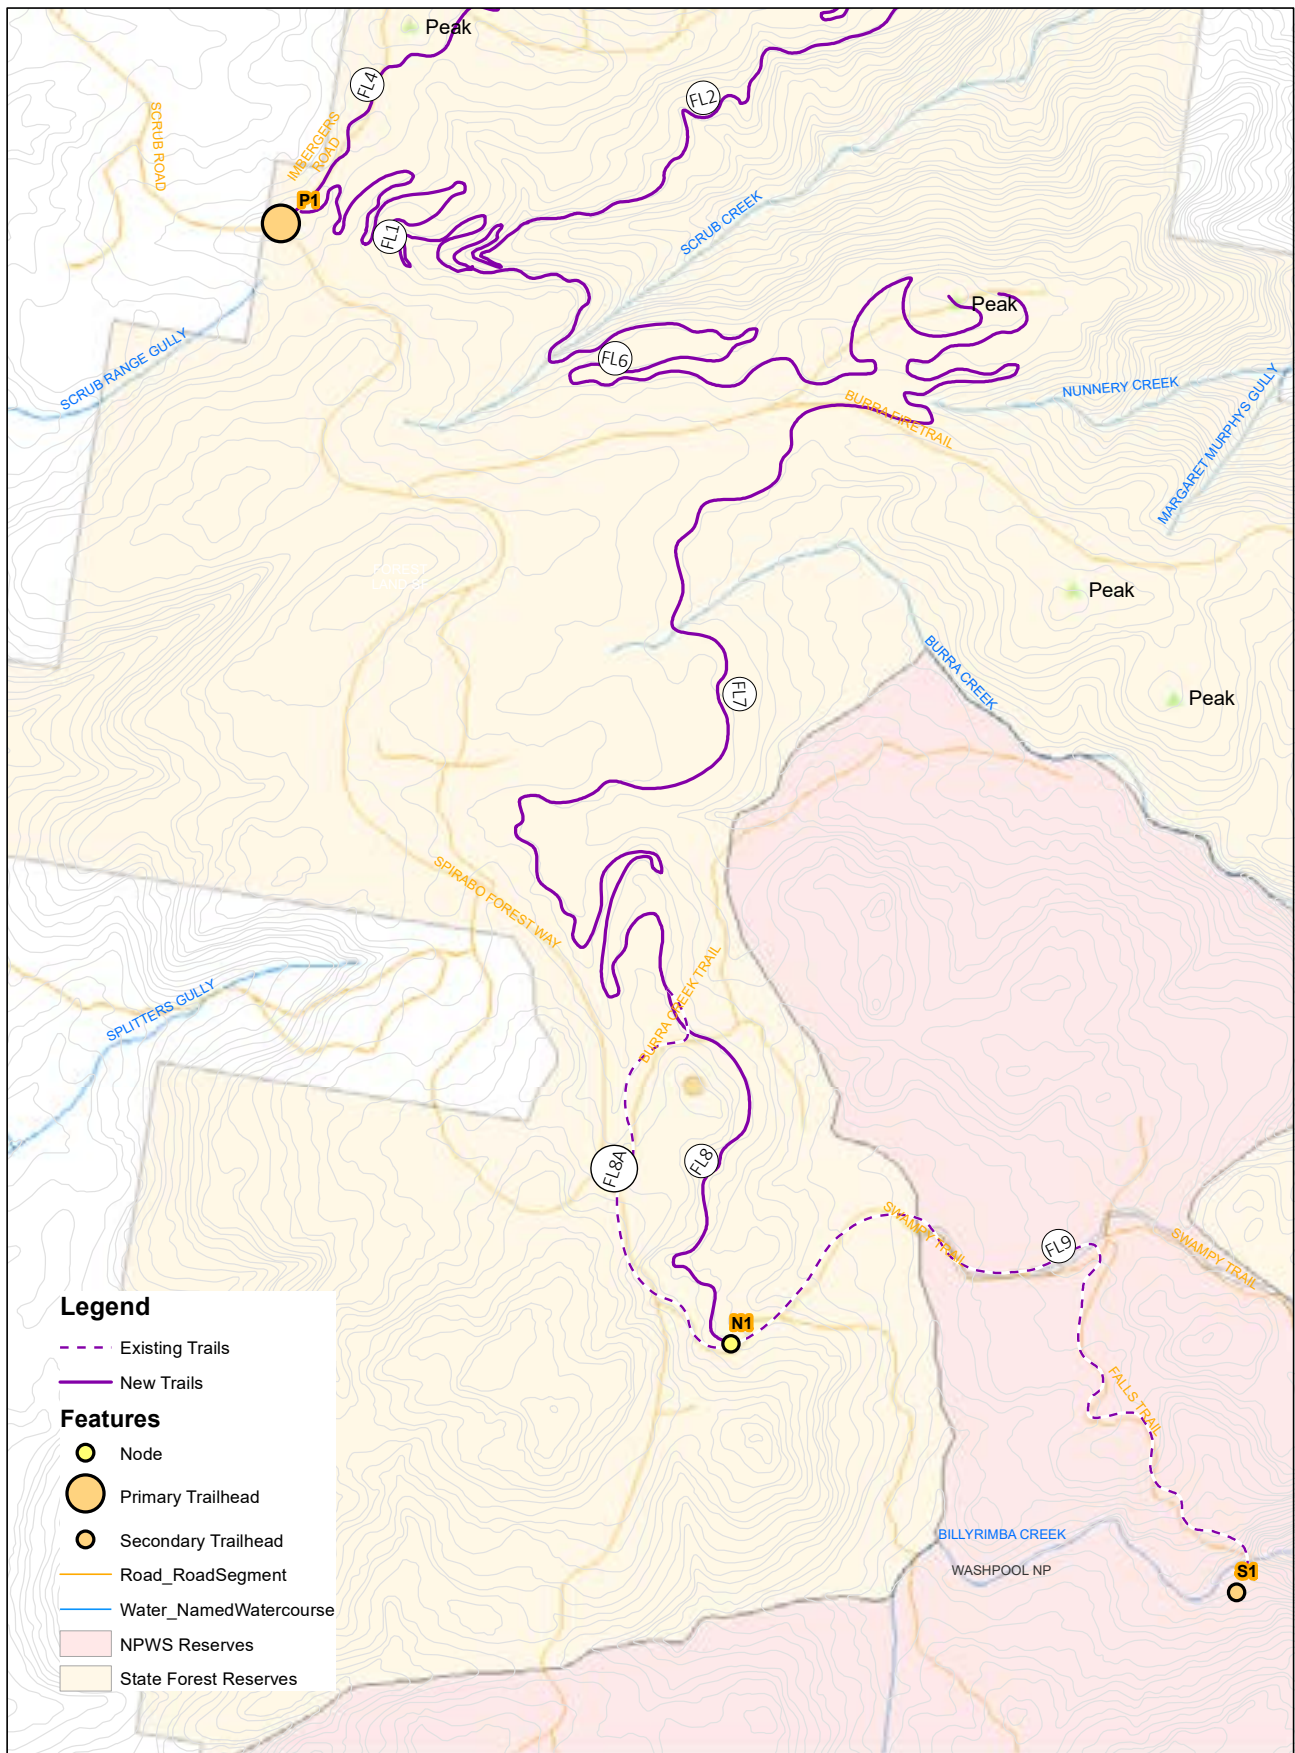 Peak
FL4
FL2
SCRUB ROAD
IMBERGERS
ROAD
P1
FL1
SCRUB CREEK
Peak
SCRUB RANGE GULLY
FL6
NUNNERY CREEK
BURRA FIRETRAIL
MARGARET MURPHYS GULLY
Peak
BURRA CREEK
FL7
Peak
SPIRABO FOREST WAY
SPLITTERS GULLY
BURRA CREEK TRAIL
FL8A
FL8
SWAMPY TRAIL
FL9
SWAMPY TRAIL
N1
FALLS TRAIL
BILLYRIMBA CREEK
WASHPOOL NP
S1
Legend
Existing Trails
New Trails
Features
Node
Primary Trailhead
Secondary Trailhead
Road_RoadSegment
Water_NamedWatercourse
NPWS Reserves
State Forest Reserves